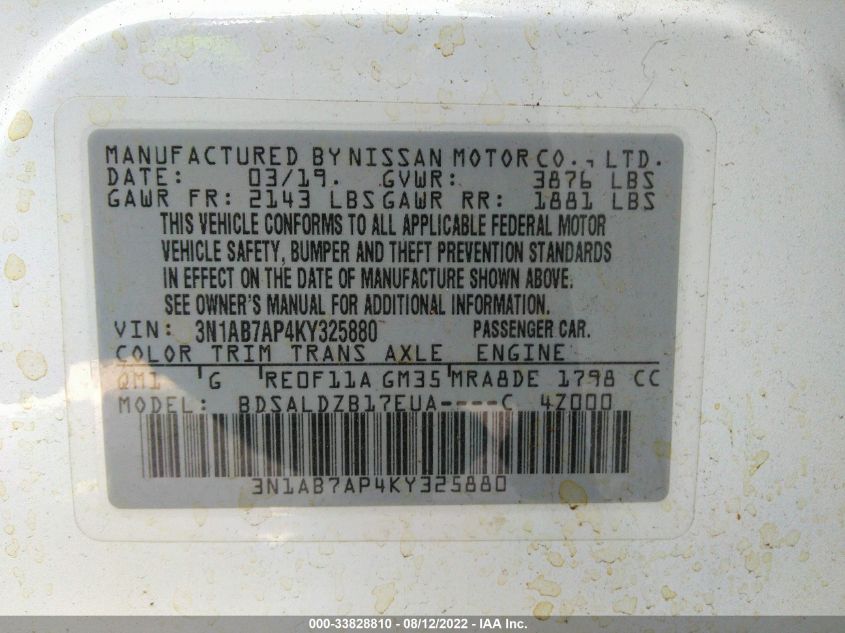 MANUFACTURED BY NISSAN MOTOR CO., LTD.
DATE: 03/19. GVWR: 3876 LBS
GAWR FR: 2143 LBS GAWR RR: 1881 LBS
THIS VEHICLE CONFORMS TO ALL APPLICABLE FEDERAL MOTOR
VEHICLE SAFETY, BUMPER AND THEFT PREVENTION STANDARDS
IN EFFECT ON THE DATE OF MANUFACTURE SHOWN ABOVE.
SEE OWNER'S MANUAL FOR ADDITIONAL INFORMATION.
VIN: 3N1AB7AP4KY325880 PASSENGER CAR.
COLOR TRIM TRANS AXLE ENGINE
QM1 G RE0F11A GM35 MRA8DE 1798 CC
MODEL: BDSALDZB17EUA----C 4Z000
3N1AB7AP4KY325880
000-33828810 - 08/12/2022 - IAA Inc.